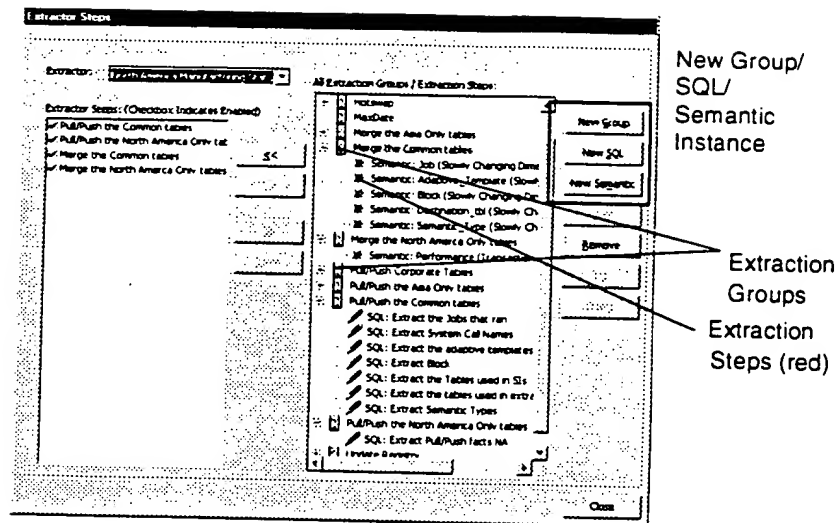 Extractor Steps
Extractor:
North America Manufacturing
Extractor Steps: (Checkbox Indicates Enabled)
Pull/Push the Common tables
Pull/Push the North America Only tab
Merge the Common tables
Merge the North America Only tables
<<
All Extraction Groups / Extraction Steps:
HotSwap
MaxDate
Merge the Asia Only tables
Merge the Common tables
Semantic: Job (Slowly Changing Dime
Semantic: Adaptive_Template (Slowl
Semantic: Block (Slowly Changing Di
Semantic: Destination_tbl (Slowly Ch
Semantic: Semantic_Type (Slowly Ch
Merge the North America Only tables
Semantic: Performance (Transactio
Pull/Push Corporate Tables
Pull/Push the Asia Only tables
Pull/Push the Common tables
SQL: Extract the Jobs that ran
SQL: Extract System Call Names
SQL: Extract the adaptive templates
SQL: Extract Block
SQL: Extract the Tables used in SIs
SQL: Extract the tables used in extra
SQL: Extract Semantic Types
Pull/Push the North America Only tables
SQL: Extract Pull/Push facts NA
Update Registry
New Group
New SQL
New Semantic
Remove
Close
New Group/
SQL/
Semantic
Instance
Extraction
Groups
Extraction
Steps (red)